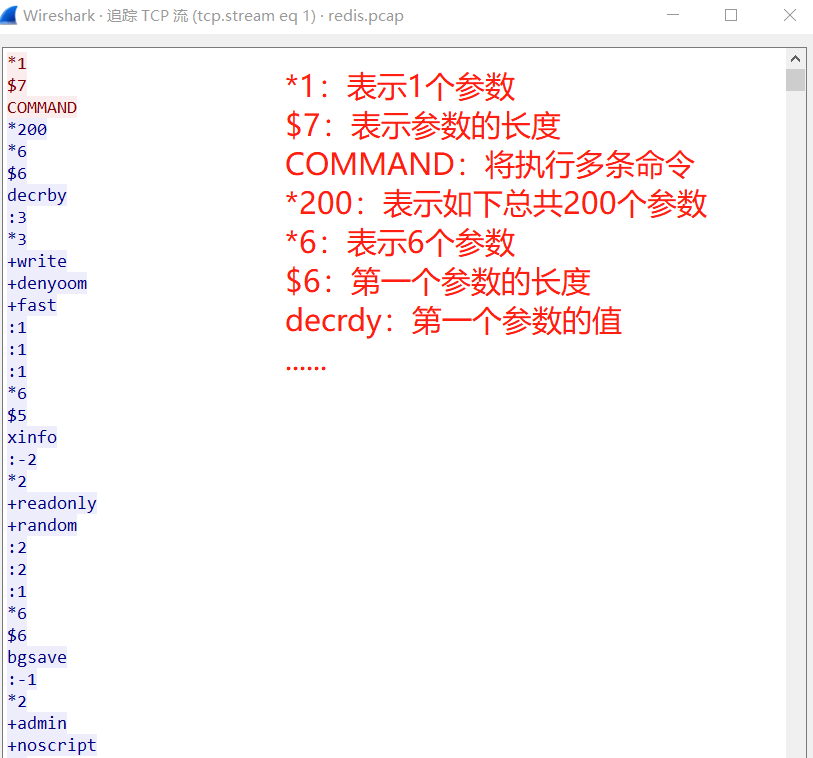 Wireshark · 追踪 TCP 流 (tcp.stream eq 1) · redis.pcap
*1
$7
COMMAND
*200
*6
$6
decrby
:3
*3
+write
+denyoom
+fast
:1
:1
:1
*6
$5
xinfo
:-2
*2
+readonly
+random
:2
:2
:1
*6
$6
bgsave
:-1
*2
+admin
+noscript
*1：表示1个参数
$7：表示参数的长度
COMMAND：将执行多条命令
*200：表示如下总共200个参数
*6：表示6个参数
$6：第一个参数的长度
decrdy：第一个参数的值
......